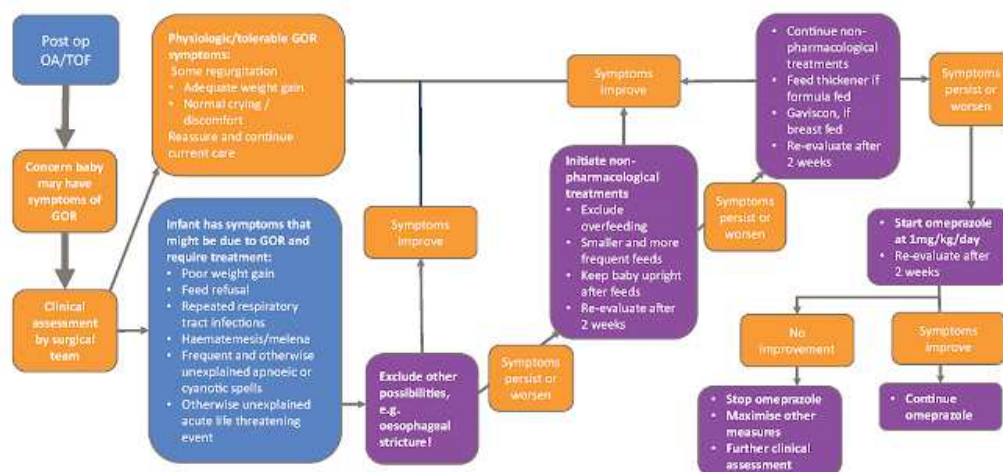 Post op
OA/TOF
Concern baby
may have
symptoms of
GOR
Clinical
assessment
by surgical
team
Physiologic/tolerable GOR
symptoms:
Some regurgitation
• Adequate weight gain
• Normal crying /
discomfort
Reassure and continue
current care
Infant has symptoms that
might be due to GOR and
require treatment:
• Poor weight gain
• Feed refusal
• Repeated respiratory
tract infections
• Haematemesis/melena
• Frequent and otherwise
unexplained apnoeic or
cyanotic spells
• Otherwise unexplained
acute life threatening
event
Exclude other
possibilities,
e.g.
oesophageal
stricture!
Symptoms
improve
Symptoms
persist or
worsen
Initiate non-
pharmacological
treatments
• Exclude
overfeeding
• Smaller and more
frequent feeds
• Keep baby upright
after feeds
• Re-evaluate after
2 weeks
Symptoms
improve
Symptoms
persist or
worsen
• Continue non-
pharmacological
treatments
• Feed thickener if
formula fed
• Gaviscon, if
breast fed
• Re-evaluate after
2 weeks
Symptoms
persist or
worsen
• Start omeprazole
at 1mg/kg/day
• Re-evaluate after
2 weeks
No
improvement
Symptoms
improve
• Stop omeprazole
• Maximise other
measures
• Further clinical
assessment
• Continue
omeprazole